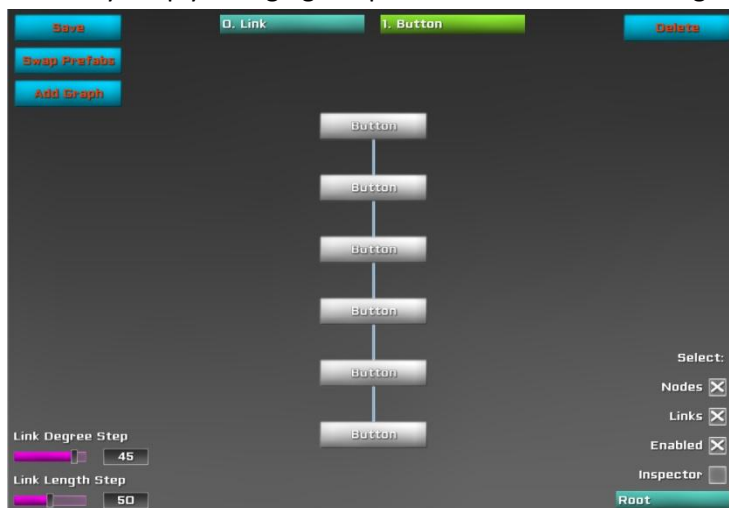 Save
0. Link
1. Button
Delete
Swap Prefabs
Add Graph
Button
Button
Button
Button
Button
Button
Select:
Nodes
Links
Enabled
Inspector
Root
Link Degree Step
45
Link Length Step
50